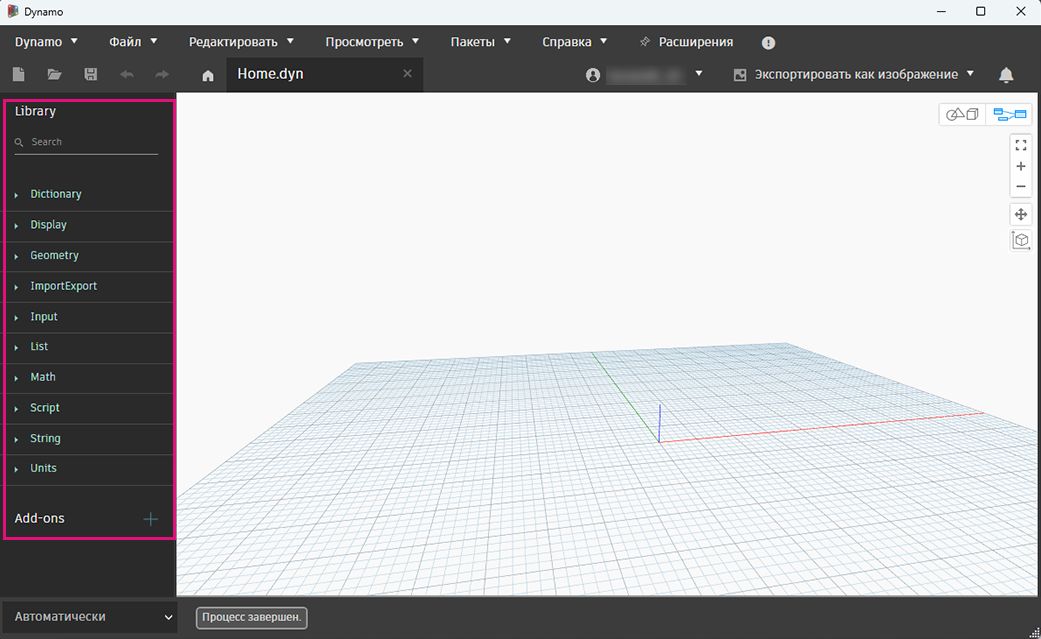 Dynamo
Dynamo Файл Редактировать Просмотреть Пакеты Справка Расширения
Home.dyn Экспортировать как изображение
Library
Search
Dictionary
Display
Geometry
ImportExport
Input
List
Math
Script
String
Units
Add-ons
Автоматически Процесс завершен.